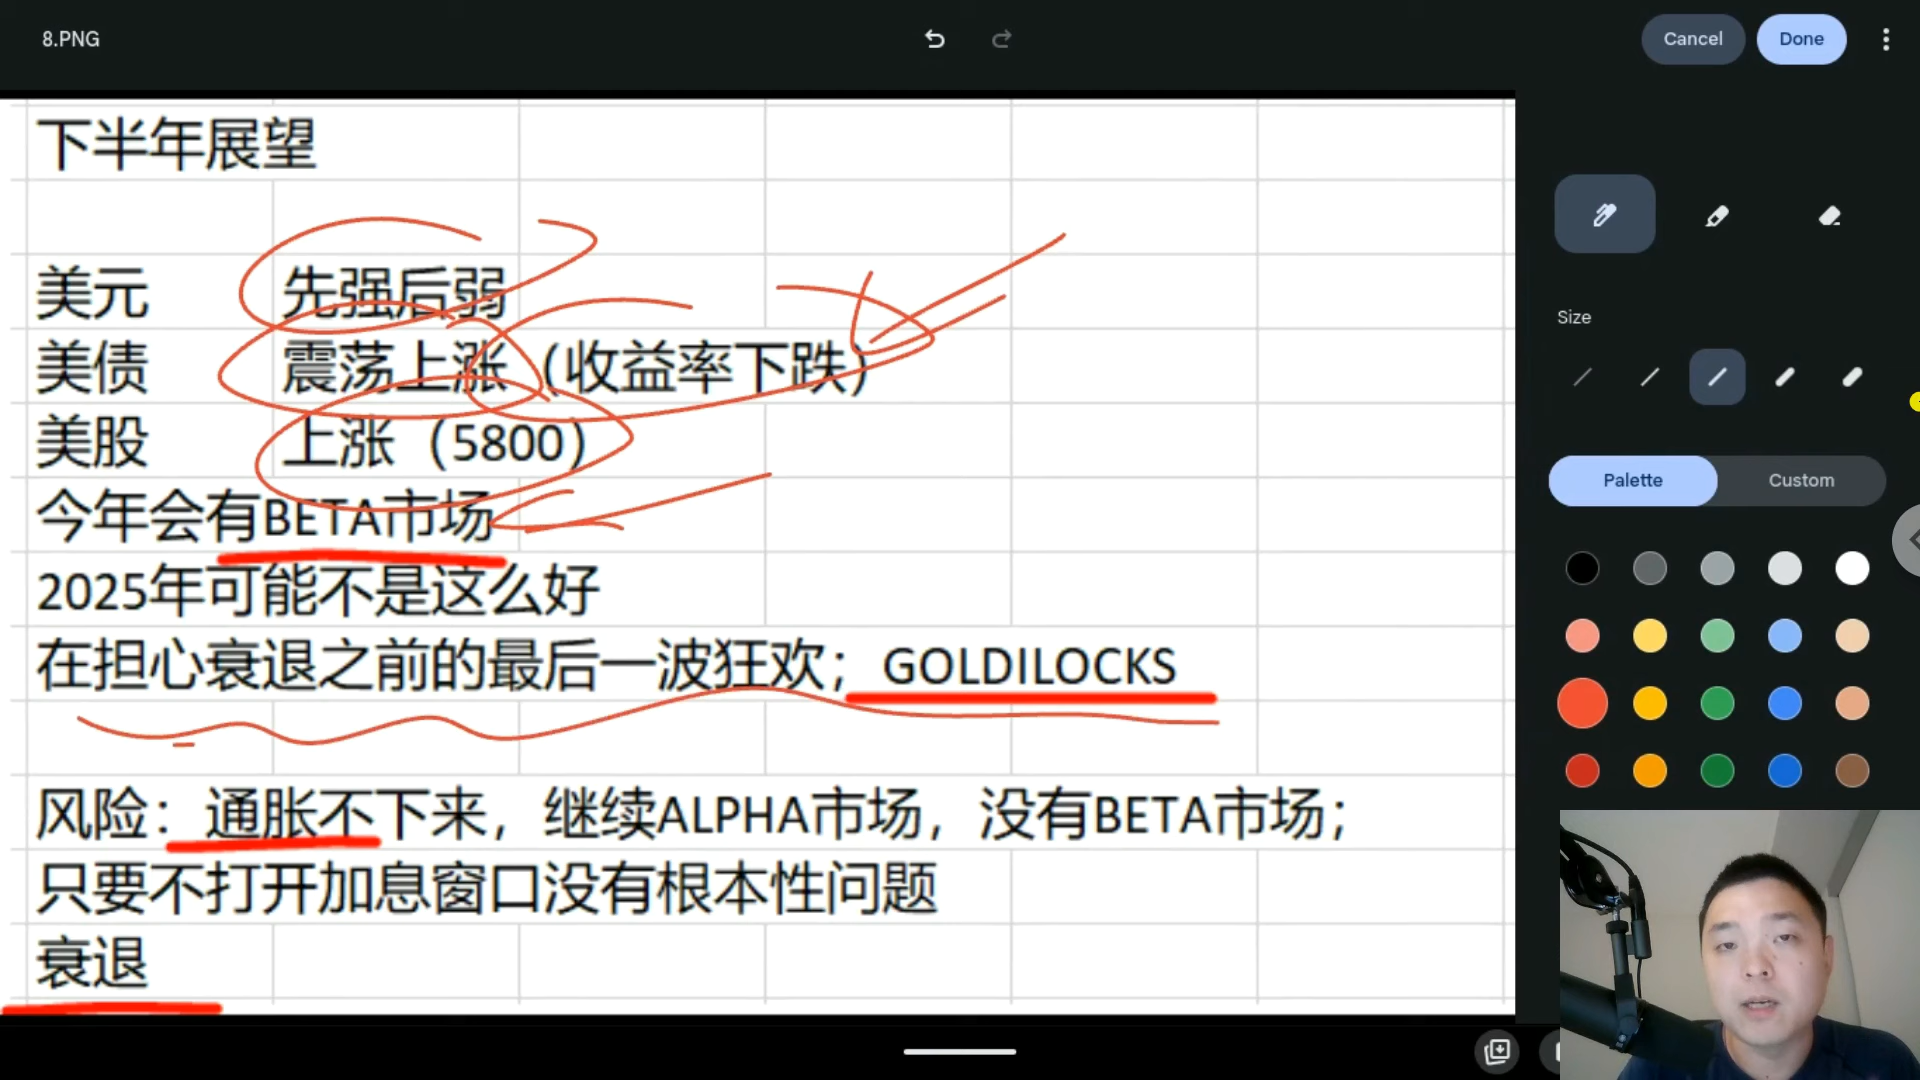 8.PNG
Cancel
Done
下半年展望
美元 先强后弱
美债 震荡上涨（收益率下跌）
美股 上涨（5800）
今年会有BETA市场
2025年可能不是这么好
在担心衰退之前的最后一波狂欢；GOLDILOCKS
风险：通胀不下来，继续ALPHA市场，没有BETA市场；
只要不打开加息窗口没有根本性问题
衰退
Size
Palette
Custom